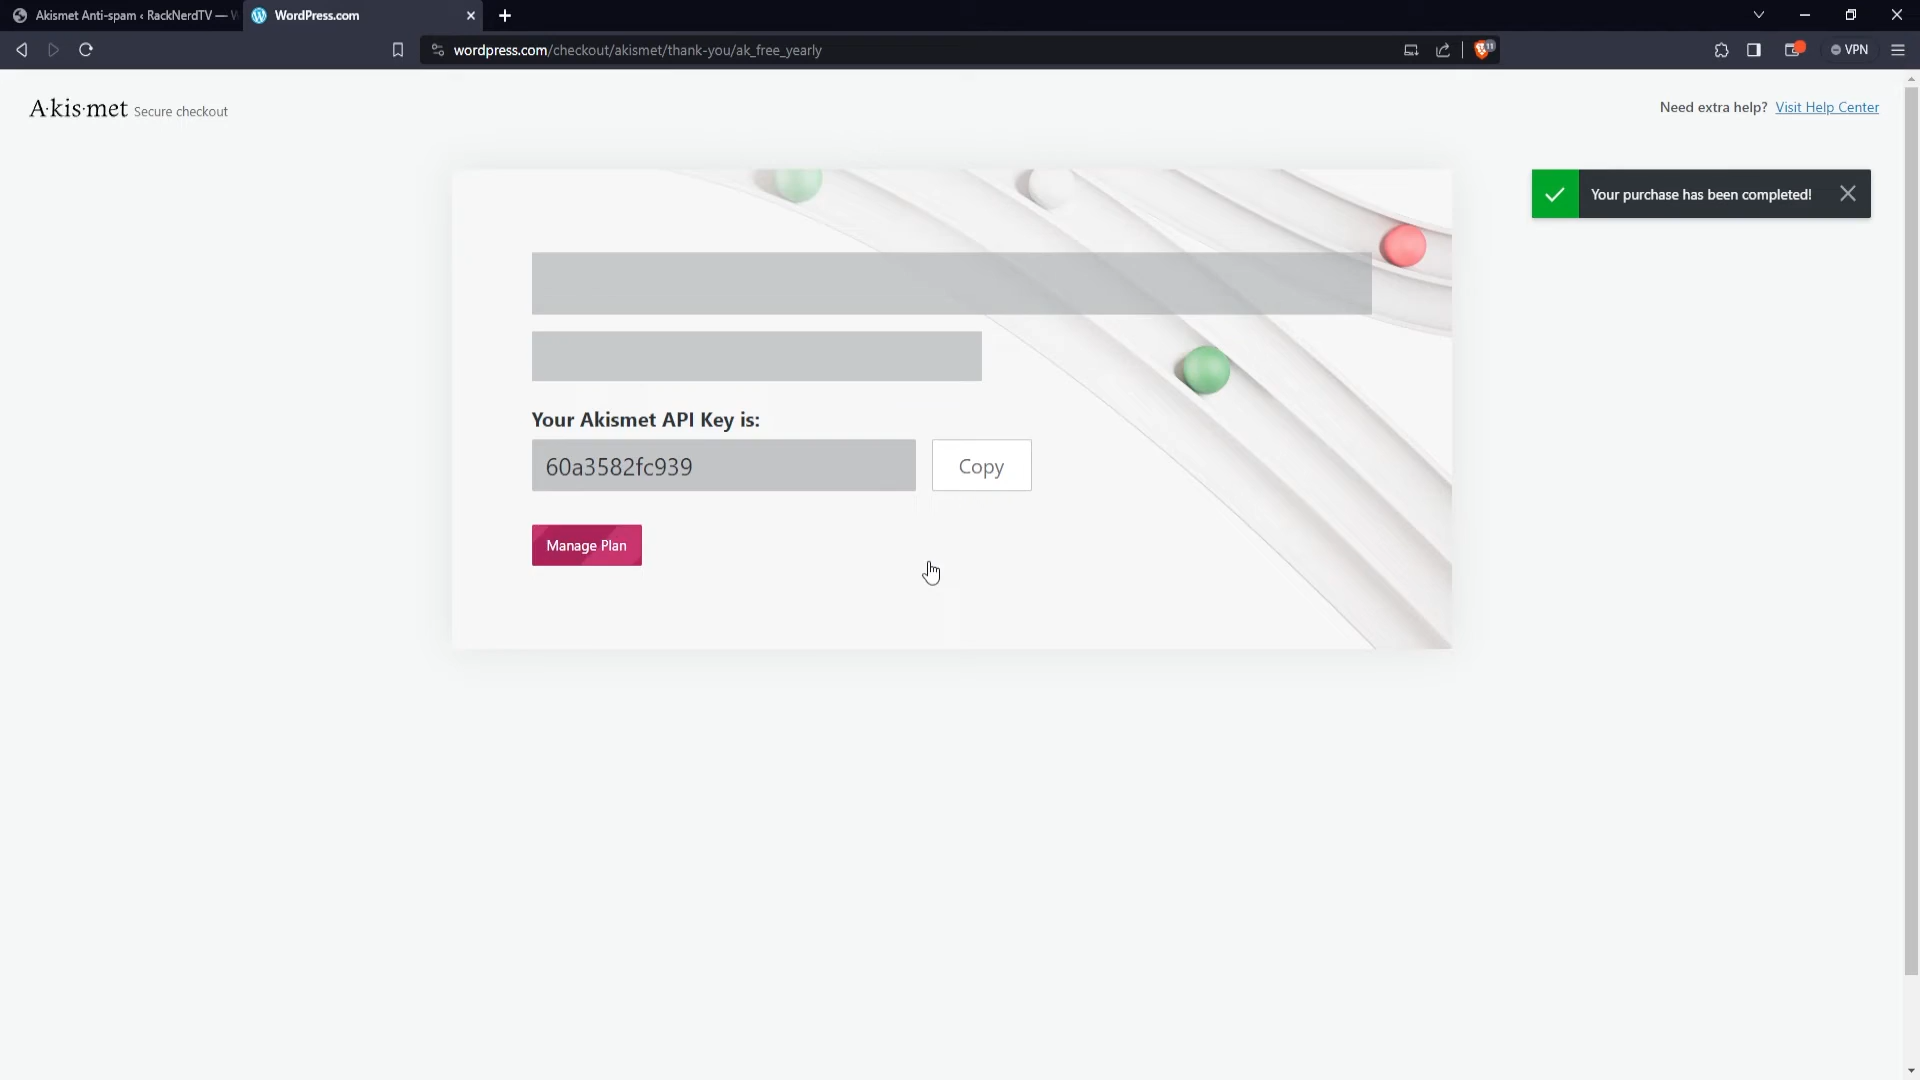 Akismet Anti-spam ‹ RackNerdTV — W
WordPress.com
wordpress.com/checkout/akismet/thank-you/ak_free_yearly
11
VPN
A·kis·met Secure checkout
Need extra help? Visit Help Center
Your purchase has been completed!
Your Akismet API Key is:
60a3582fc939
Copy
Manage Plan